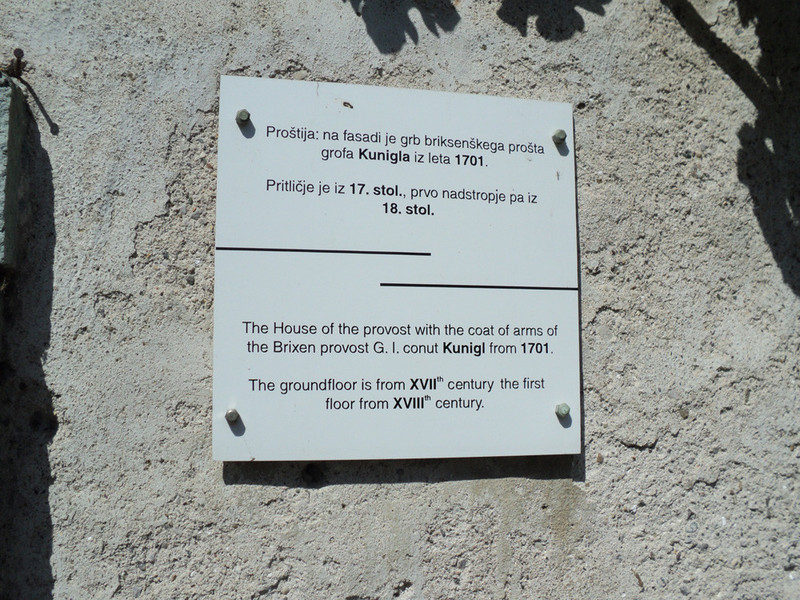 Proštija: na fasadi je grb briksenškega prošta
grofa Kunigla iz leta 1701.
Pritličje je iz 17. stol., prvo nadstropje pa iz
18. stol.
The House of the provost with the coat of arms of
the Brixen provost G. I. conut Kunigl from 1701.
The groundfloor is from XVIIth century the first
floor from XVIIIth century.